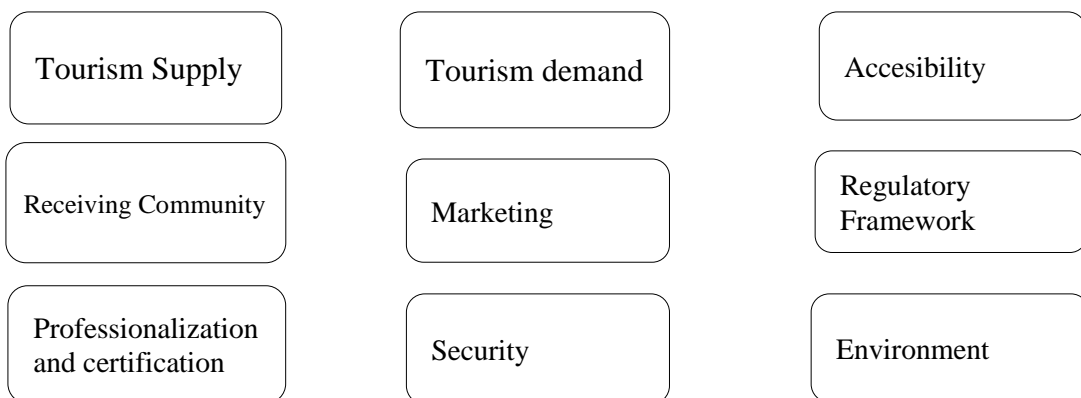 Tourism Supply
Tourism demand
Accesibility
Receiving Community
Marketing
Regulatory
Framework
Professionalization
and certification
Security
Environment